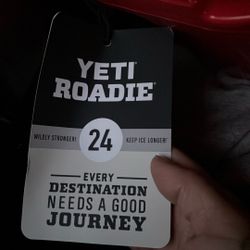 YETI
ROADIE®
WILDLY STRONGER! 24 KEEP ICE LONGER!
EVERY
DESTINATION
NEEDS A GOOD
JOURNEY